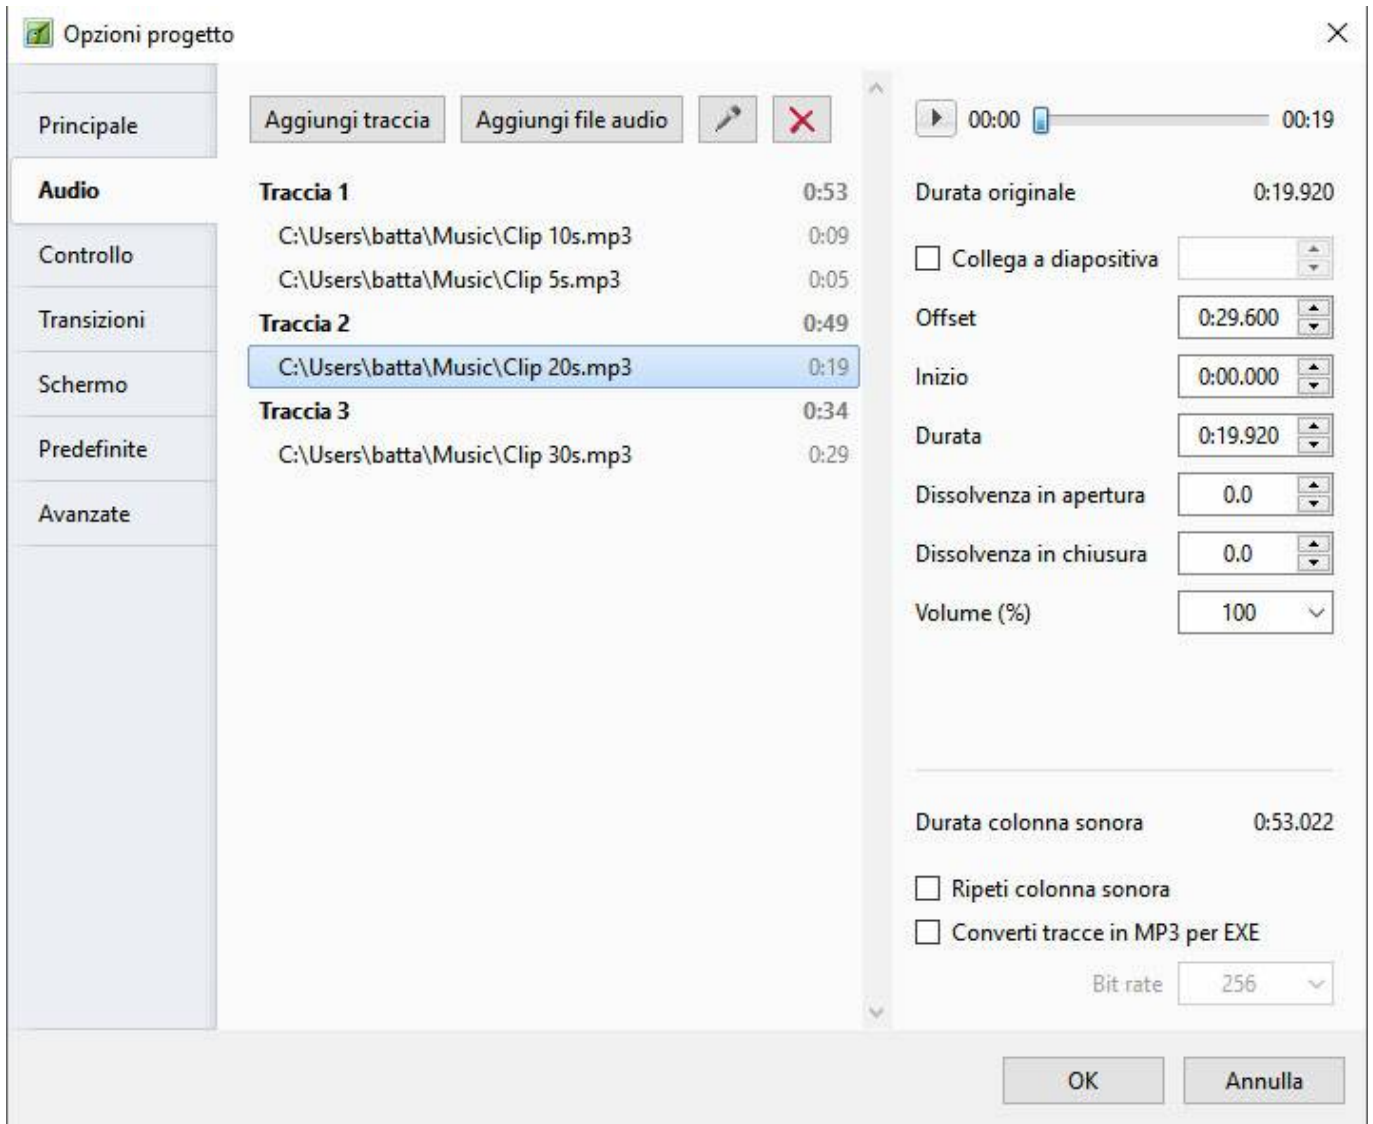 Opzioni progetto
Principale
Audio
Controllo
Transizioni
Schermo
Predefinite
Avanzate
Aggiungi traccia Aggiungi file audio
Traccia 1 0:53
C:\Users\batta\Music\Clip 10s.mp3 0:09
C:\Users\batta\Music\Clip 5s.mp3 0:05
Traccia 2 0:49
C:\Users\batta\Music\Clip 20s.mp3 0:19
Traccia 3 0:34
C:\Users\batta\Music\Clip 30s.mp3 0:29
00:00 00:19
Durata originale 0:19.920
Collega a diapositiva
Offset 0:29.600
Inizio 0:00.000
Durata 0:19.920
Dissolvenza in apertura 0.0
Dissolvenza in chiusura 0.0
Volume (%) 100
Durata colonna sonora 0:53.022
Ripeti colonna sonora
Converti tracce in MP3 per EXE
Bit rate 256
OK Annulla